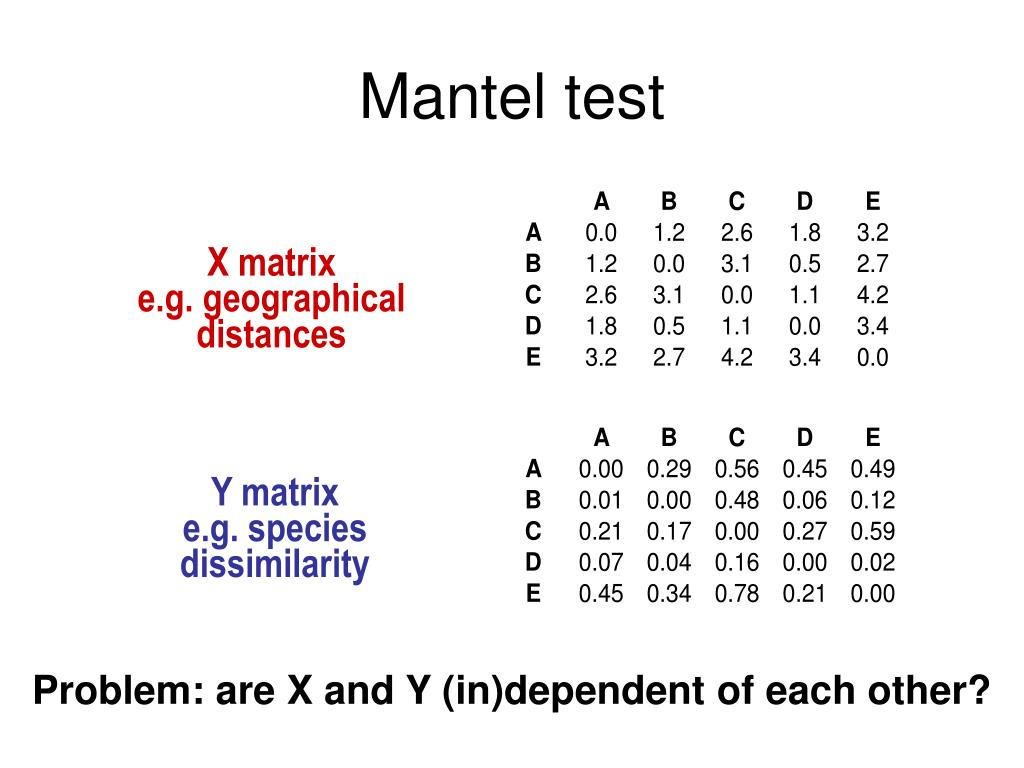 Mantel test
X matrix
e.g. geographical
distances
A B C D E
A 0.0 1.2 2.6 1.8 3.2
B 1.2 0.0 3.1 0.5 2.7
C 2.6 3.1 0.0 1.1 4.2
D 1.8 0.5 1.1 0.0 3.4
E 3.2 2.7 4.2 3.4 0.0
Y matrix
e.g. species
dissimilarity
A B C D E
A 0.00 0.29 0.56 0.45 0.49
B 0.01 0.00 0.48 0.06 0.12
C 0.21 0.17 0.00 0.27 0.59
D 0.07 0.04 0.16 0.00 0.02
E 0.45 0.34 0.78 0.21 0.00
Problem: are X and Y (in)dependent of each other?